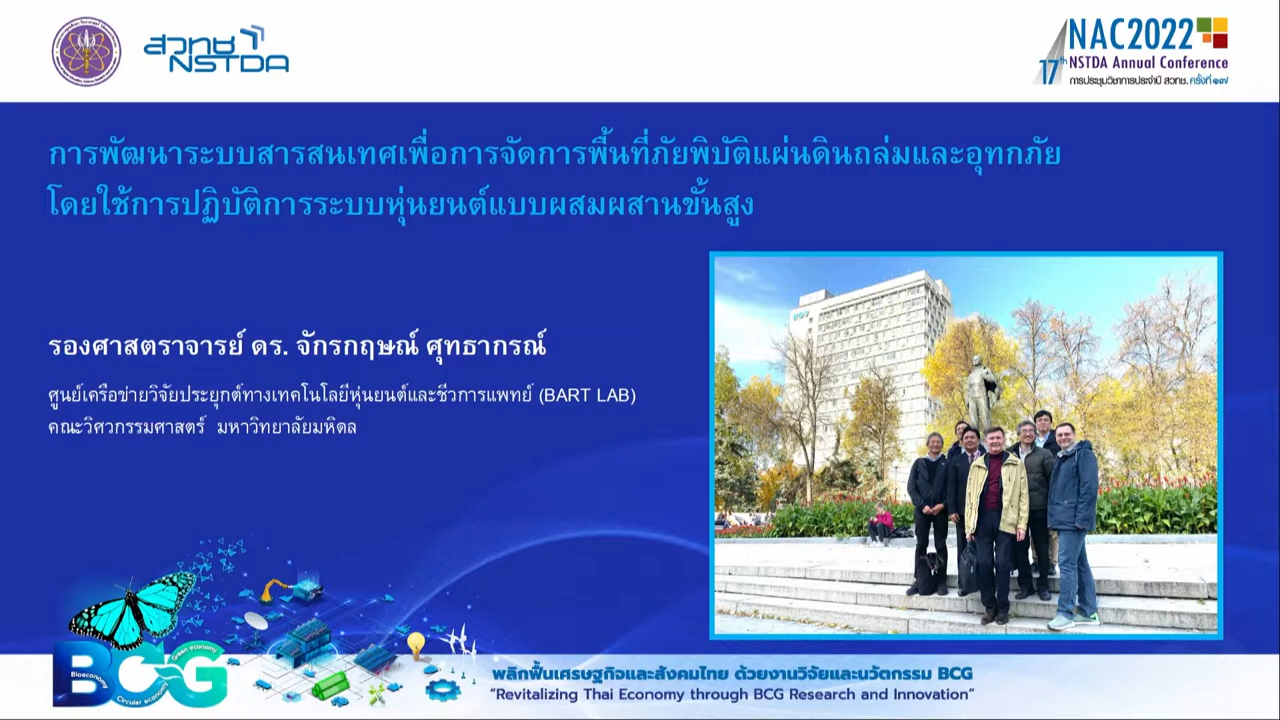 สวทช
NSTDA
NAC2022
17th NSTDA Annual Conference
การประชุมวิชาการประจำปี สวทช. ครั้งที่ ๑๗
การพัฒนาระบบสารสนเทศเพื่อการจัดการพื้นที่ภัยพิบัติแผ่นดินถล่มและอุทกภัย
โดยใช้การปฏิบัติการระบบหุ่นยนต์แบบผสมผสานขั้นสูง
รองศาสตราจารย์ ดร. จักรกฤษณ์ ศุทธากรณ์
ศูนย์เครือข่ายวิจัยประยุกต์ทางเทคโนโลยีหุ่นยนต์และชีวการแพทย์ (BART LAB)
คณะวิศวกรรมศาสตร์ มหาวิทยาลัยมหิดล
BCG
Bioeconomy
Circular economy
Green economy
พลิกฟื้นเศรษฐกิจและสังคมไทย ด้วยงานวิจัยและนวัตกรรม BCG
“Revitalizing Thai Economy through BCG Research and Innovation”